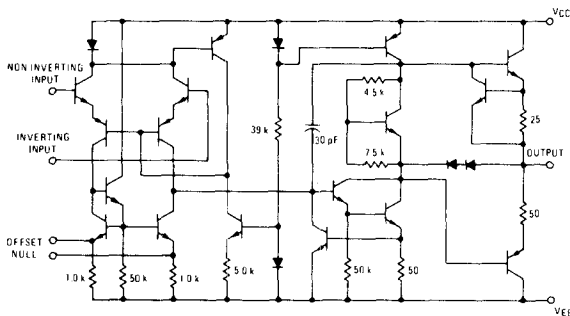 VCC
NON INVERTING
INPUT
4.5 k
25
39 k
30 pF
7.5 k
INVERTING
INPUT
OUTPUT
50
OFFSET
NULL
1.0 k
50 k
1.0 k
5.0 k
50 k
50
VEE